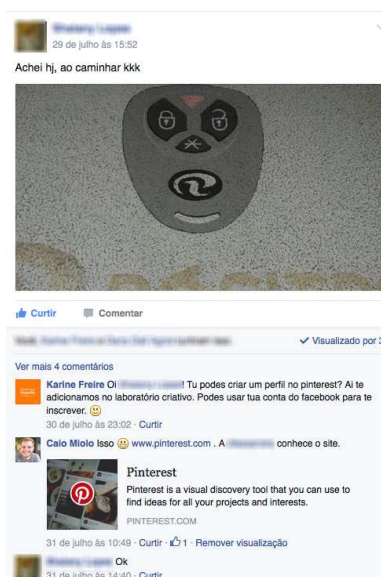 29 de julho às 15:52
Achei hj, ao caminhar kkk
Curtir Comentar
Visualizado por 3
Ver mais 4 comentários
Karine Freire Oi ! Tu podes criar um perfil no pinterest? Ai te
adicionamos no laboratório criativo. Podes usar tua conta do facebook para te
inscrever.
30 de julho às 23:02 · Curtir
Caio Miolo Isso www.pinterest.com . A conhece o site.
Pinterest
Pinterest is a visual discovery tool that you can use to
find ideas for all your projects and interests.
PINTEREST.COM
31 de julho às 10:49 · Curtir · 1 · Remover visualização
Ok
31 de julho às 14:40 · Curtir